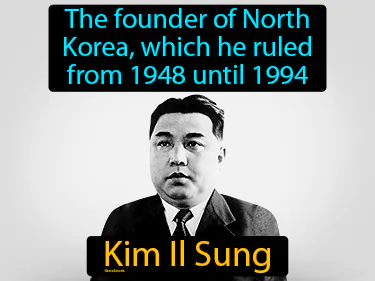 The founder of North
Korea, which he ruled
from 1948 until 1994
Kim Il Sung